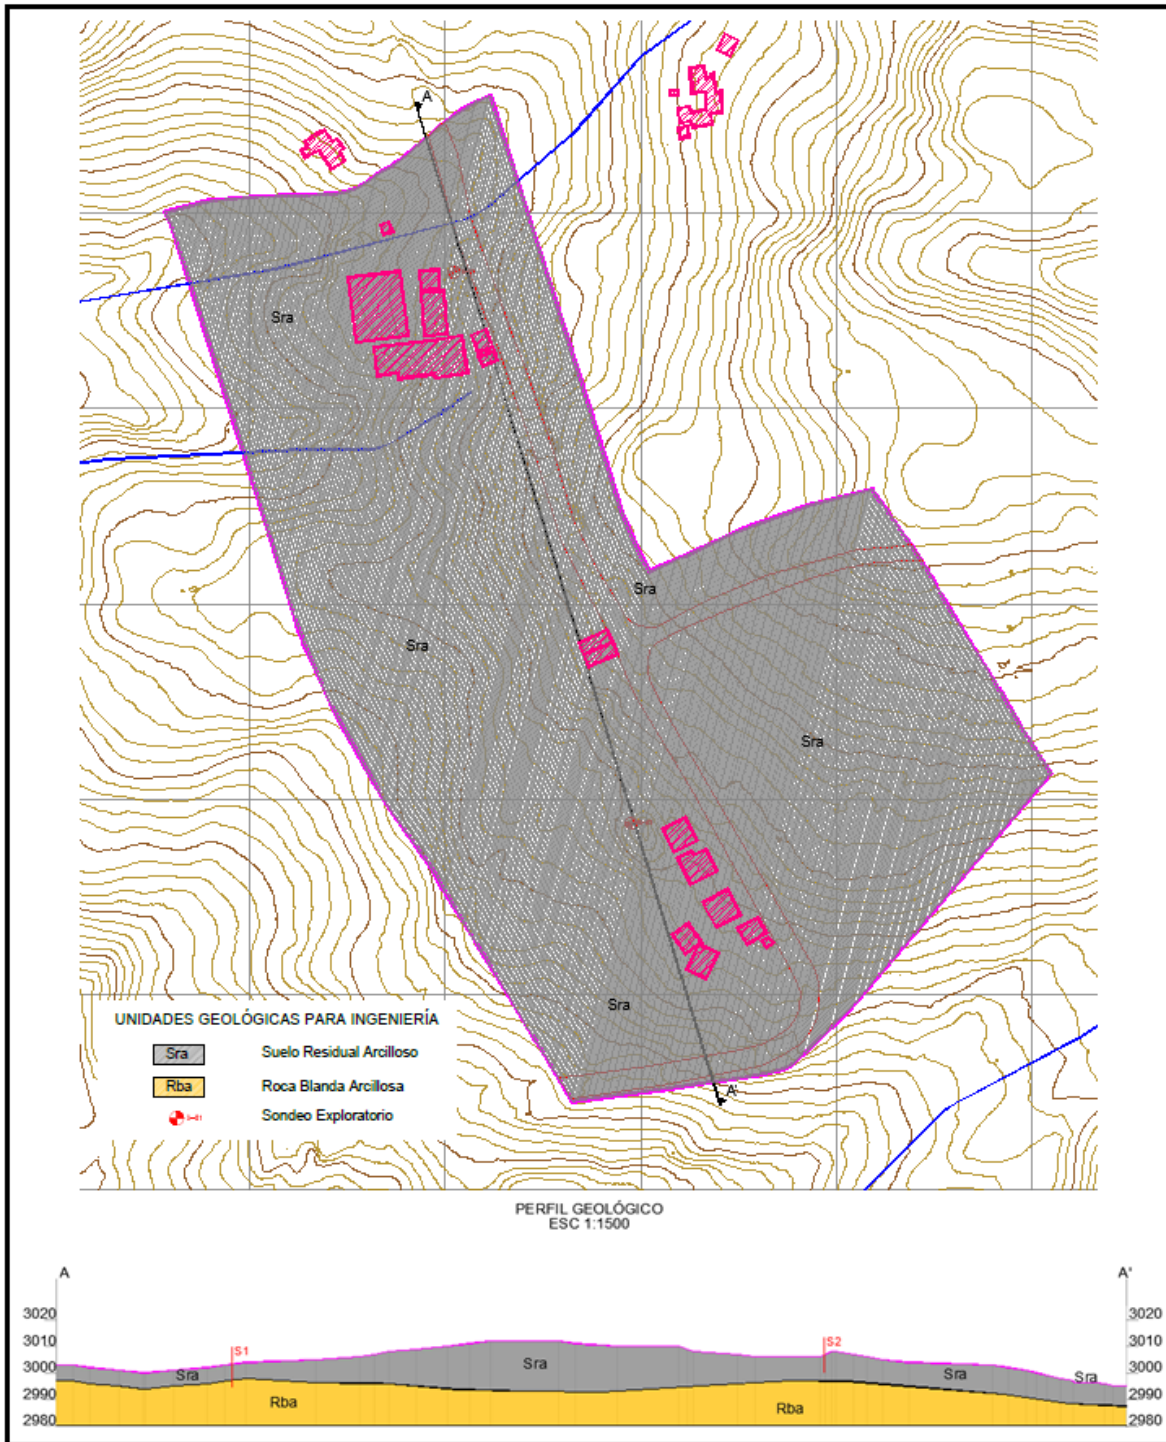 A
Sra
Sra
Sra
Sra
Sra
A'
UNIDADES GEOLÓGICAS PARA INGENIERÍA
Sra Suelo Residual Arcilloso
Rba Roca Blanda Arcillosa
Sondeo Exploratorio
PERFIL GEOLÓGICO
ESC 1:1500
A A'
3020 3020
3010 S1 S2 3010
3000 Sra Sra Sra Sra 3000
2990 Rba Rba 2990
2980 2980